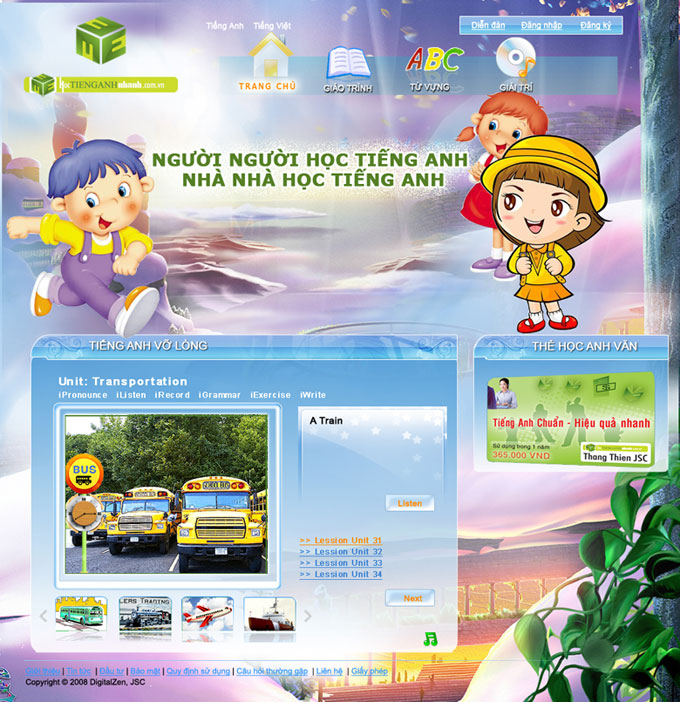 Tiếng Anh Tiếng Việt
Diễn đàn Đăng nhập Đăng ký
HọcTIENGANHnhanh.com.vn
TRANG CHỦ
GIÁO TRÌNH
ABC
TỪ VỰNG
GIẢI TRÍ
NGƯỜI NGƯỜI HỌC TIẾNG ANH
NHÀ NHÀ HỌC TIẾNG ANH
TIẾNG ANH VỠ LÒNG
Unit: Transportation
iPronounce iListen iRecord iGrammar iExercise iWrite
BUS
SCHOOL BUS
SCHOOL BUS
A Train
Listen
>> Lession Unit 31
>> Lession Unit 32
>> Lession Unit 33
>> Lession Unit 34
Next
THẺ HỌC ANH VĂN
Tiếng Anh Chuẩn - Hiệu quả nhanh
Sử dụng trong 1 năm
365.000 VND
Thang Thien JSC
Giới thiệu | Tin tức | Đầu tư | Bảo mật | Quy định sử dụng | Câu hỏi thường gặp | Liên hệ | Giấy phép
Copyright © 2008 DigitalZen, JSC